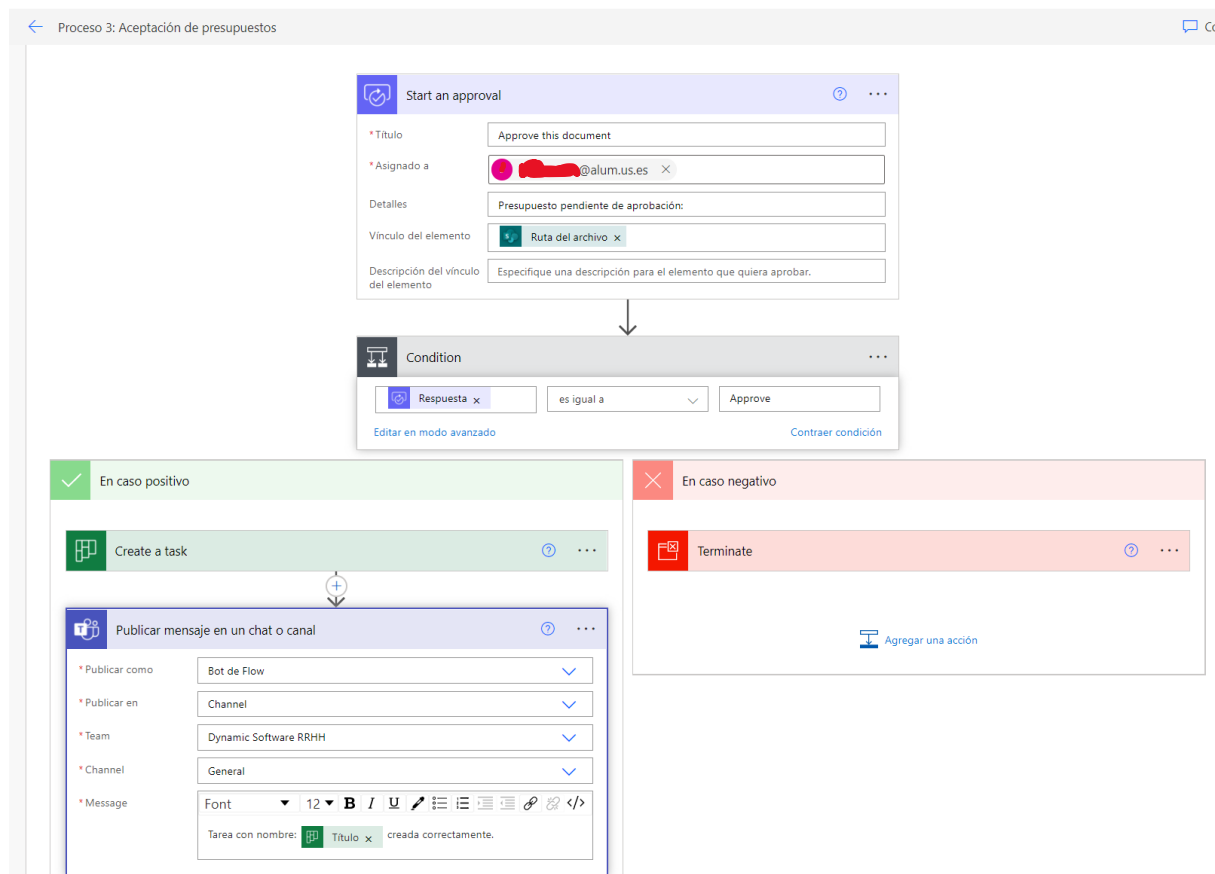 Proceso 3: Aceptación de presupuestos
Start an approval
* Título
Approve this document
* Asignado a
@alum.us.es
Detalles
Presupuesto pendiente de aprobación:
Vínculo del elemento
Ruta del archivo
Descripción del vínculo
del elemento
Especifique una descripción para el elemento que quiera aprobar.
Condition
Respuesta
es igual a
Approve
Editar en modo avanzado
Contraer condición
En caso positivo
En caso negativo
Create a task
Terminate
Publicar mensaje en un chat o canal
Agregar una acción
* Publicar como
Bot de Flow
* Publicar en
Channel
* Team
Dynamic Software RRHH
* Channel
General
* Message
Font 12 B I U </>
Tarea con nombre: Título creada correctamente.